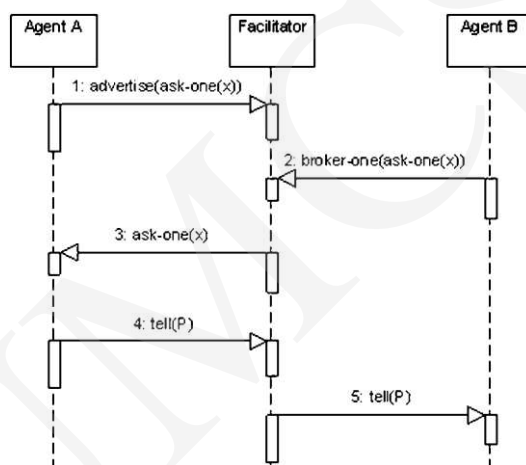 Agent A
Facilitator
Agent B
1: advertise(ask-one(x))
2: broker-one(ask-one(x))
3: ask-one(x)
4: tell(P)
5: tell(P)